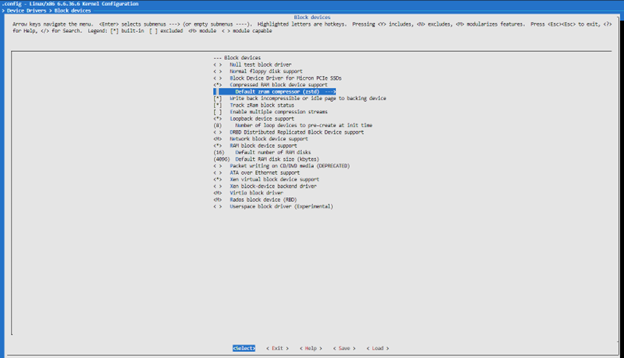 .config - Linux/x86 6.6.36.6 Kernel Configuration
> Device Drivers > Block devices
Block devices
Arrow keys navigate the menu. <Enter> selects submenus ---> (or empty submenus ----). Highlighted letters are hotkeys. Pressing <Y> includes, <N> excludes, <M> modularizes features. Press <Esc><Esc> to exit, <?>
for Help, </> for Search. Legend: [*] built-in [ ] excluded <M> module < > module capable
--- Block devices
< > Null test block driver
< > Normal floppy disk support
< > Block Device Driver for Micron PCIe SSDs
<*> Compressed RAM block device support
Default zram compressor (zstd) --->
[*] Write back incompressible or idle page to backing device
[*] Track zRam block status
[ ] Enable multiple compression streams
<*> Loopback device support
(8) Number of loop devices to pre-create at init time
< > DRBD Distributed Replicated Block Device support
<M> Network block device support
<*> RAM block device support
(16) Default number of RAM disks
(4096) Default RAM disk size (kbytes)
< > Packet writing on CD/DVD media (DEPRECATED)
< > ATA over Ethernet support
<*> Xen virtual block device support
< > Xen block-device backend driver
<M> Virtio block driver
<M> Rados block device (RBD)
< > Userspace block driver (Experimental)
<Select> < Exit > < Help > < Save > < Load >